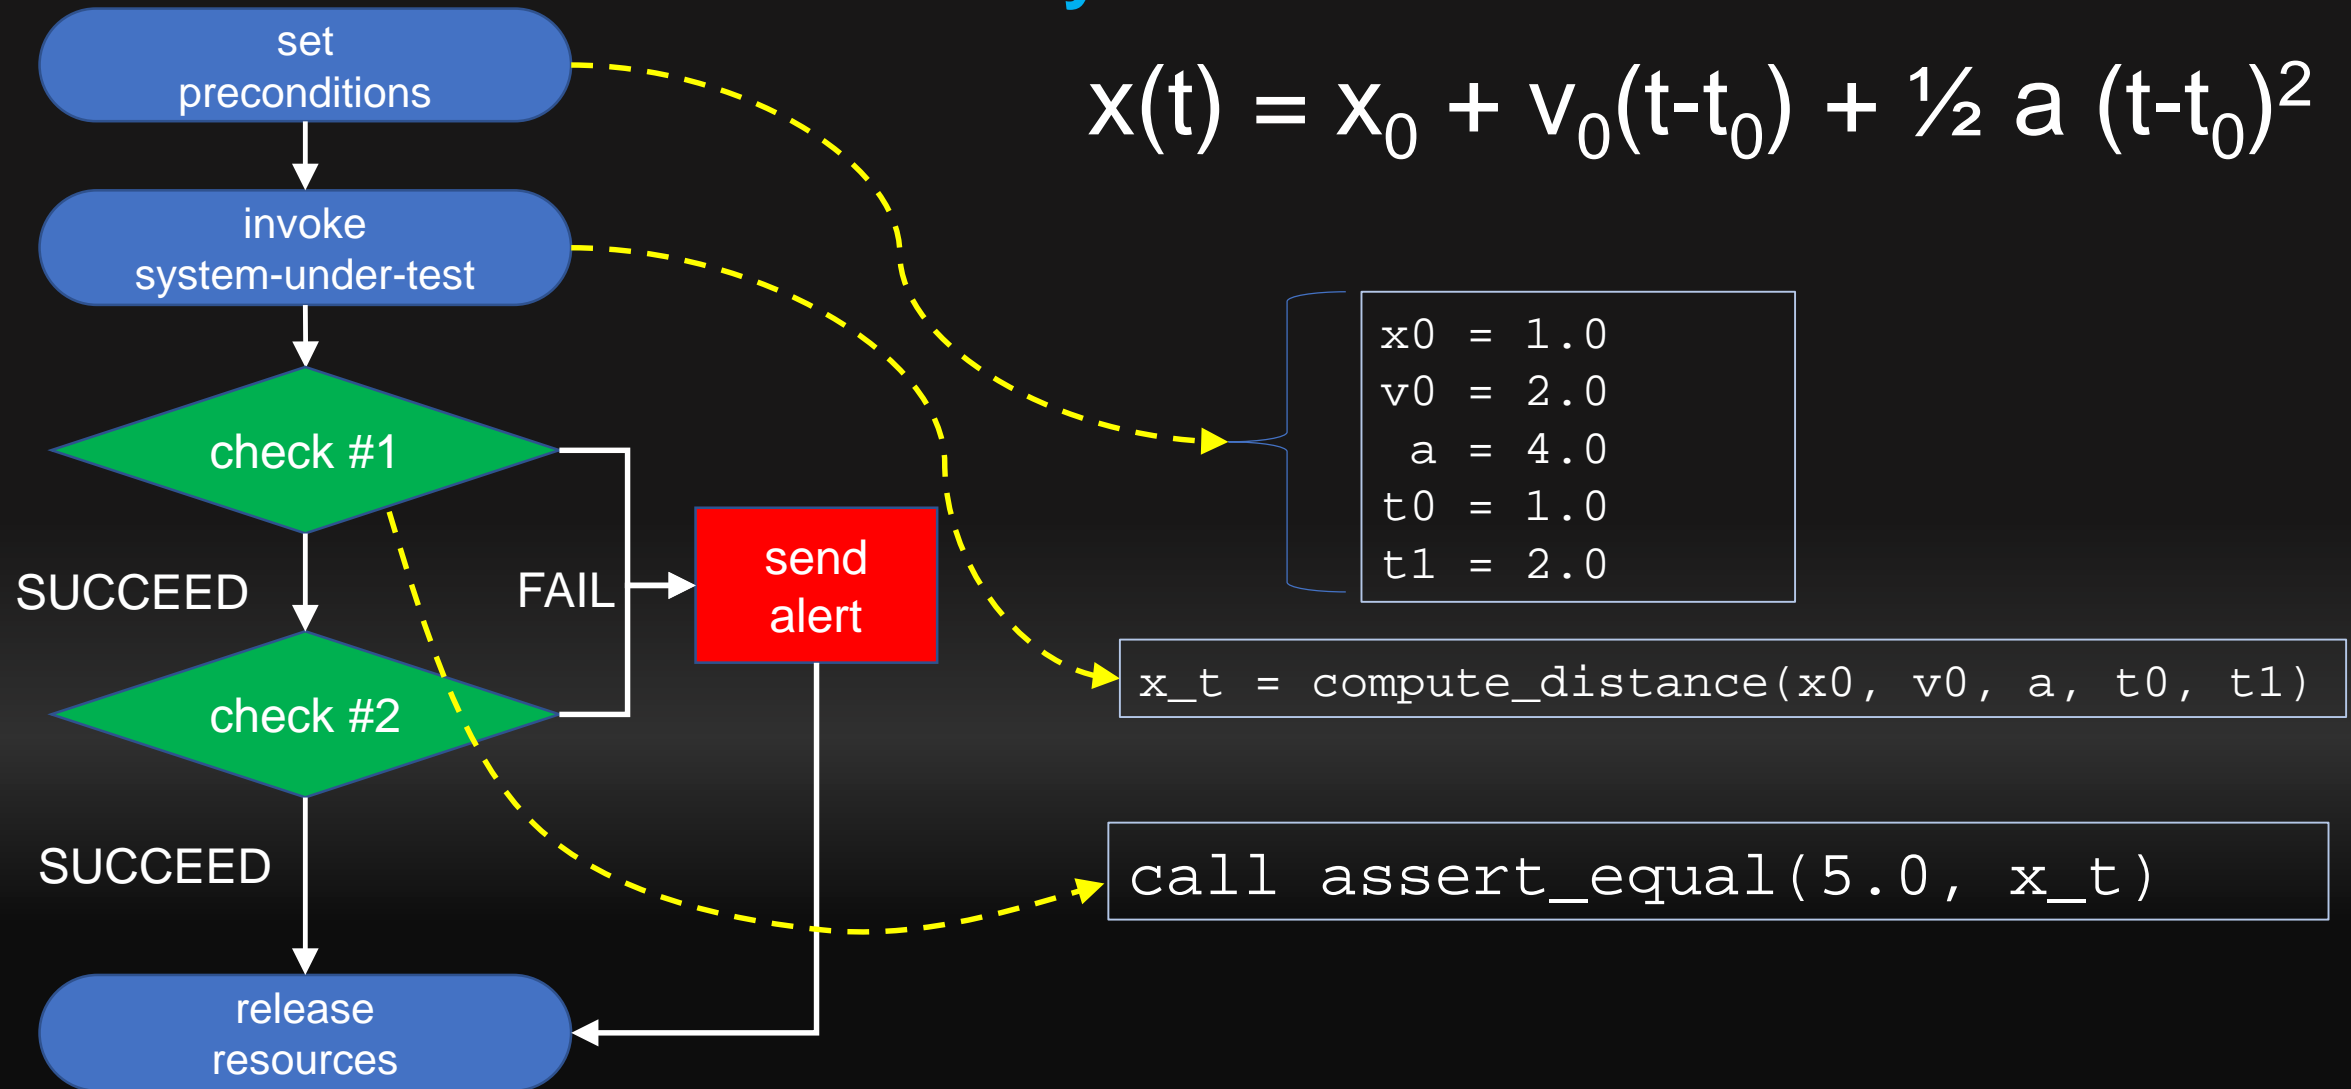 set
preconditions
x(t) = x₀ + v₀(t-t₀) + ½ a (t-t₀)²
invoke
system-under-test
x0 = 1.0
v0 = 2.0
a = 4.0
t0 = 1.0
t1 = 2.0
check #1
SUCCEED
FAIL
send
alert
x_t = compute_distance(x0, v0, a, t0, t1)
check #2
SUCCEED
call assert_equal(5.0, x_t)
release
resources